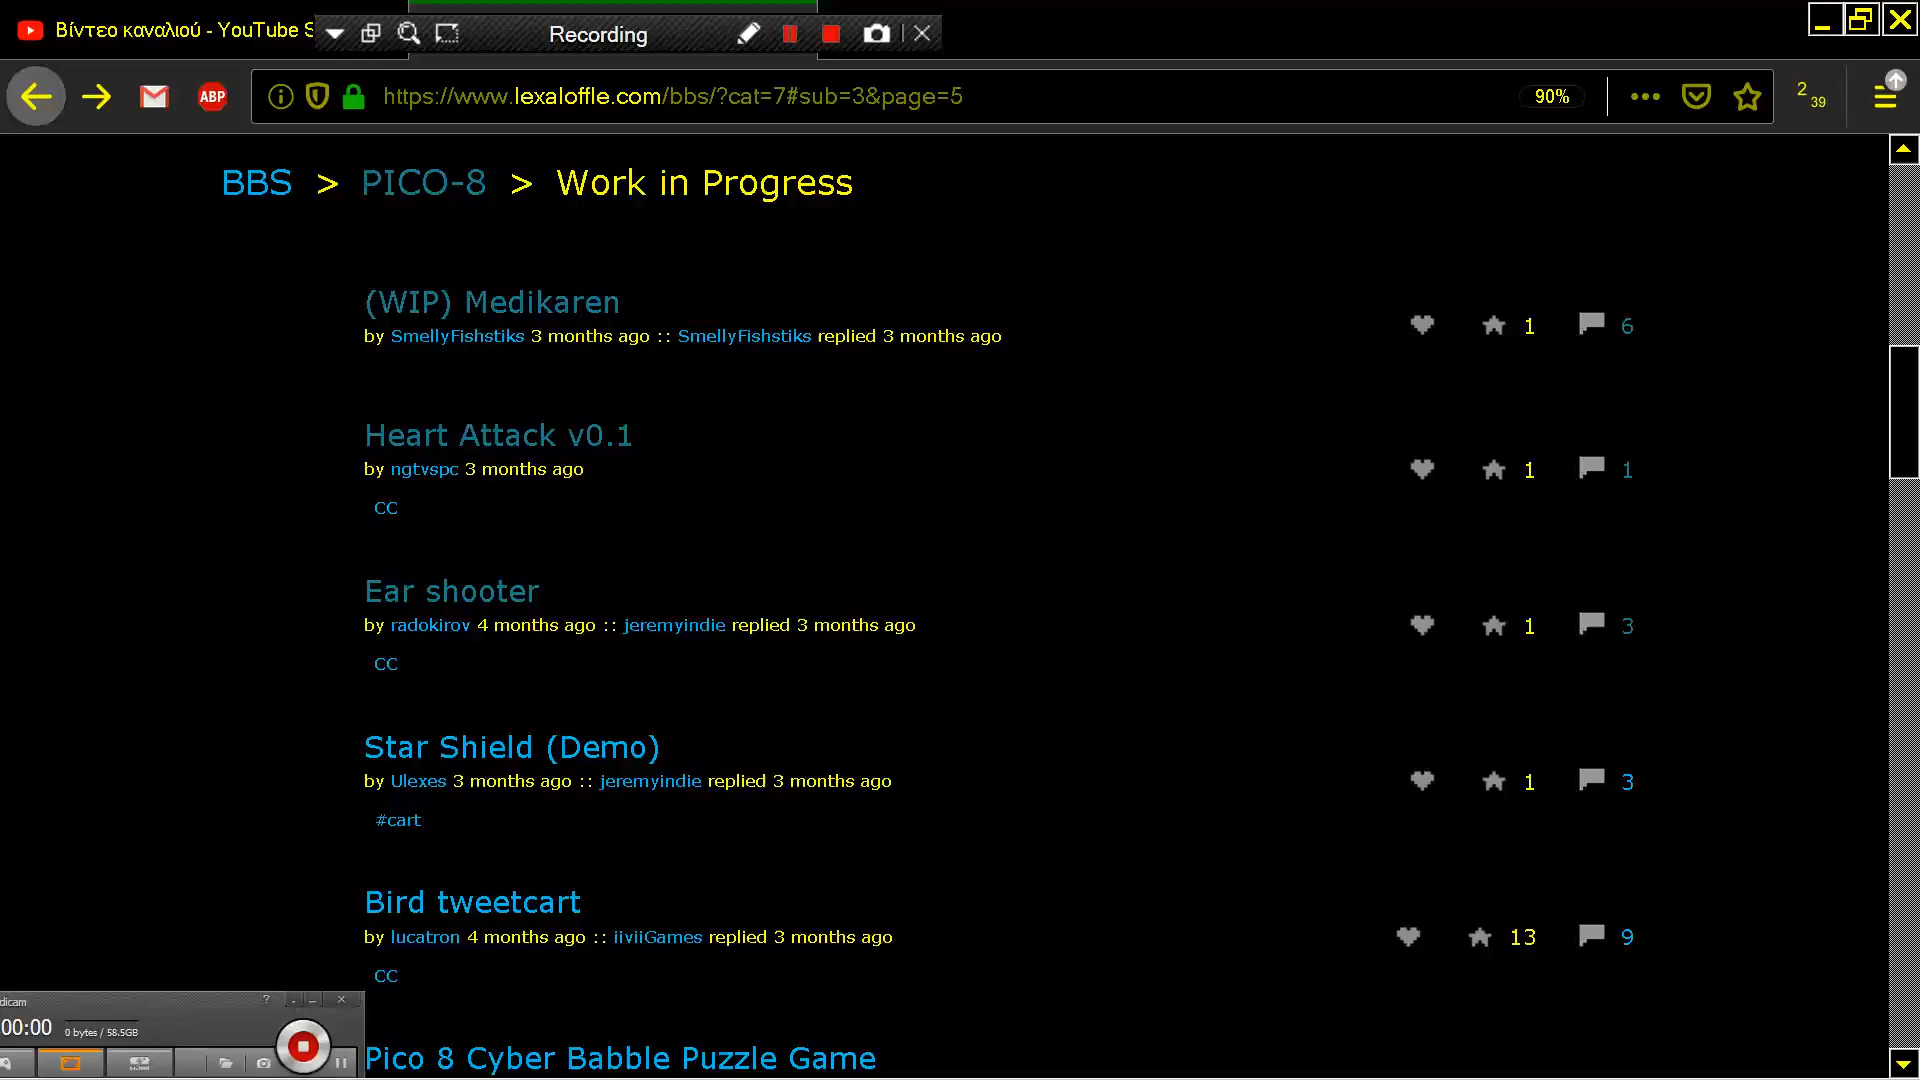 Βίντεο καναλιού - YouTube S
Recording
ABP
https://www.lexaloffle.com/bbs/?cat=7#sub=3&page=5
90%
2 39
BBS > PICO-8 > Work in Progress
(WIP) Medikaren
by SmellyFishstiks 3 months ago :: SmellyFishstiks replied 3 months ago
1 6
Heart Attack v0.1
by ngtvspc 3 months ago
1 1
CC
Ear shooter
by radokirov 4 months ago :: jeremyindie replied 3 months ago
1 3
CC
Star Shield (Demo)
by Ulexes 3 months ago :: jeremyindie replied 3 months ago
1 3
#cart
Bird tweetcart
by lucatron 4 months ago :: iiviiGames replied 3 months ago
13 9
CC
dicam
00:00 0 bytes / 58.5GB
Pico 8 Cyber Babble Puzzle Game